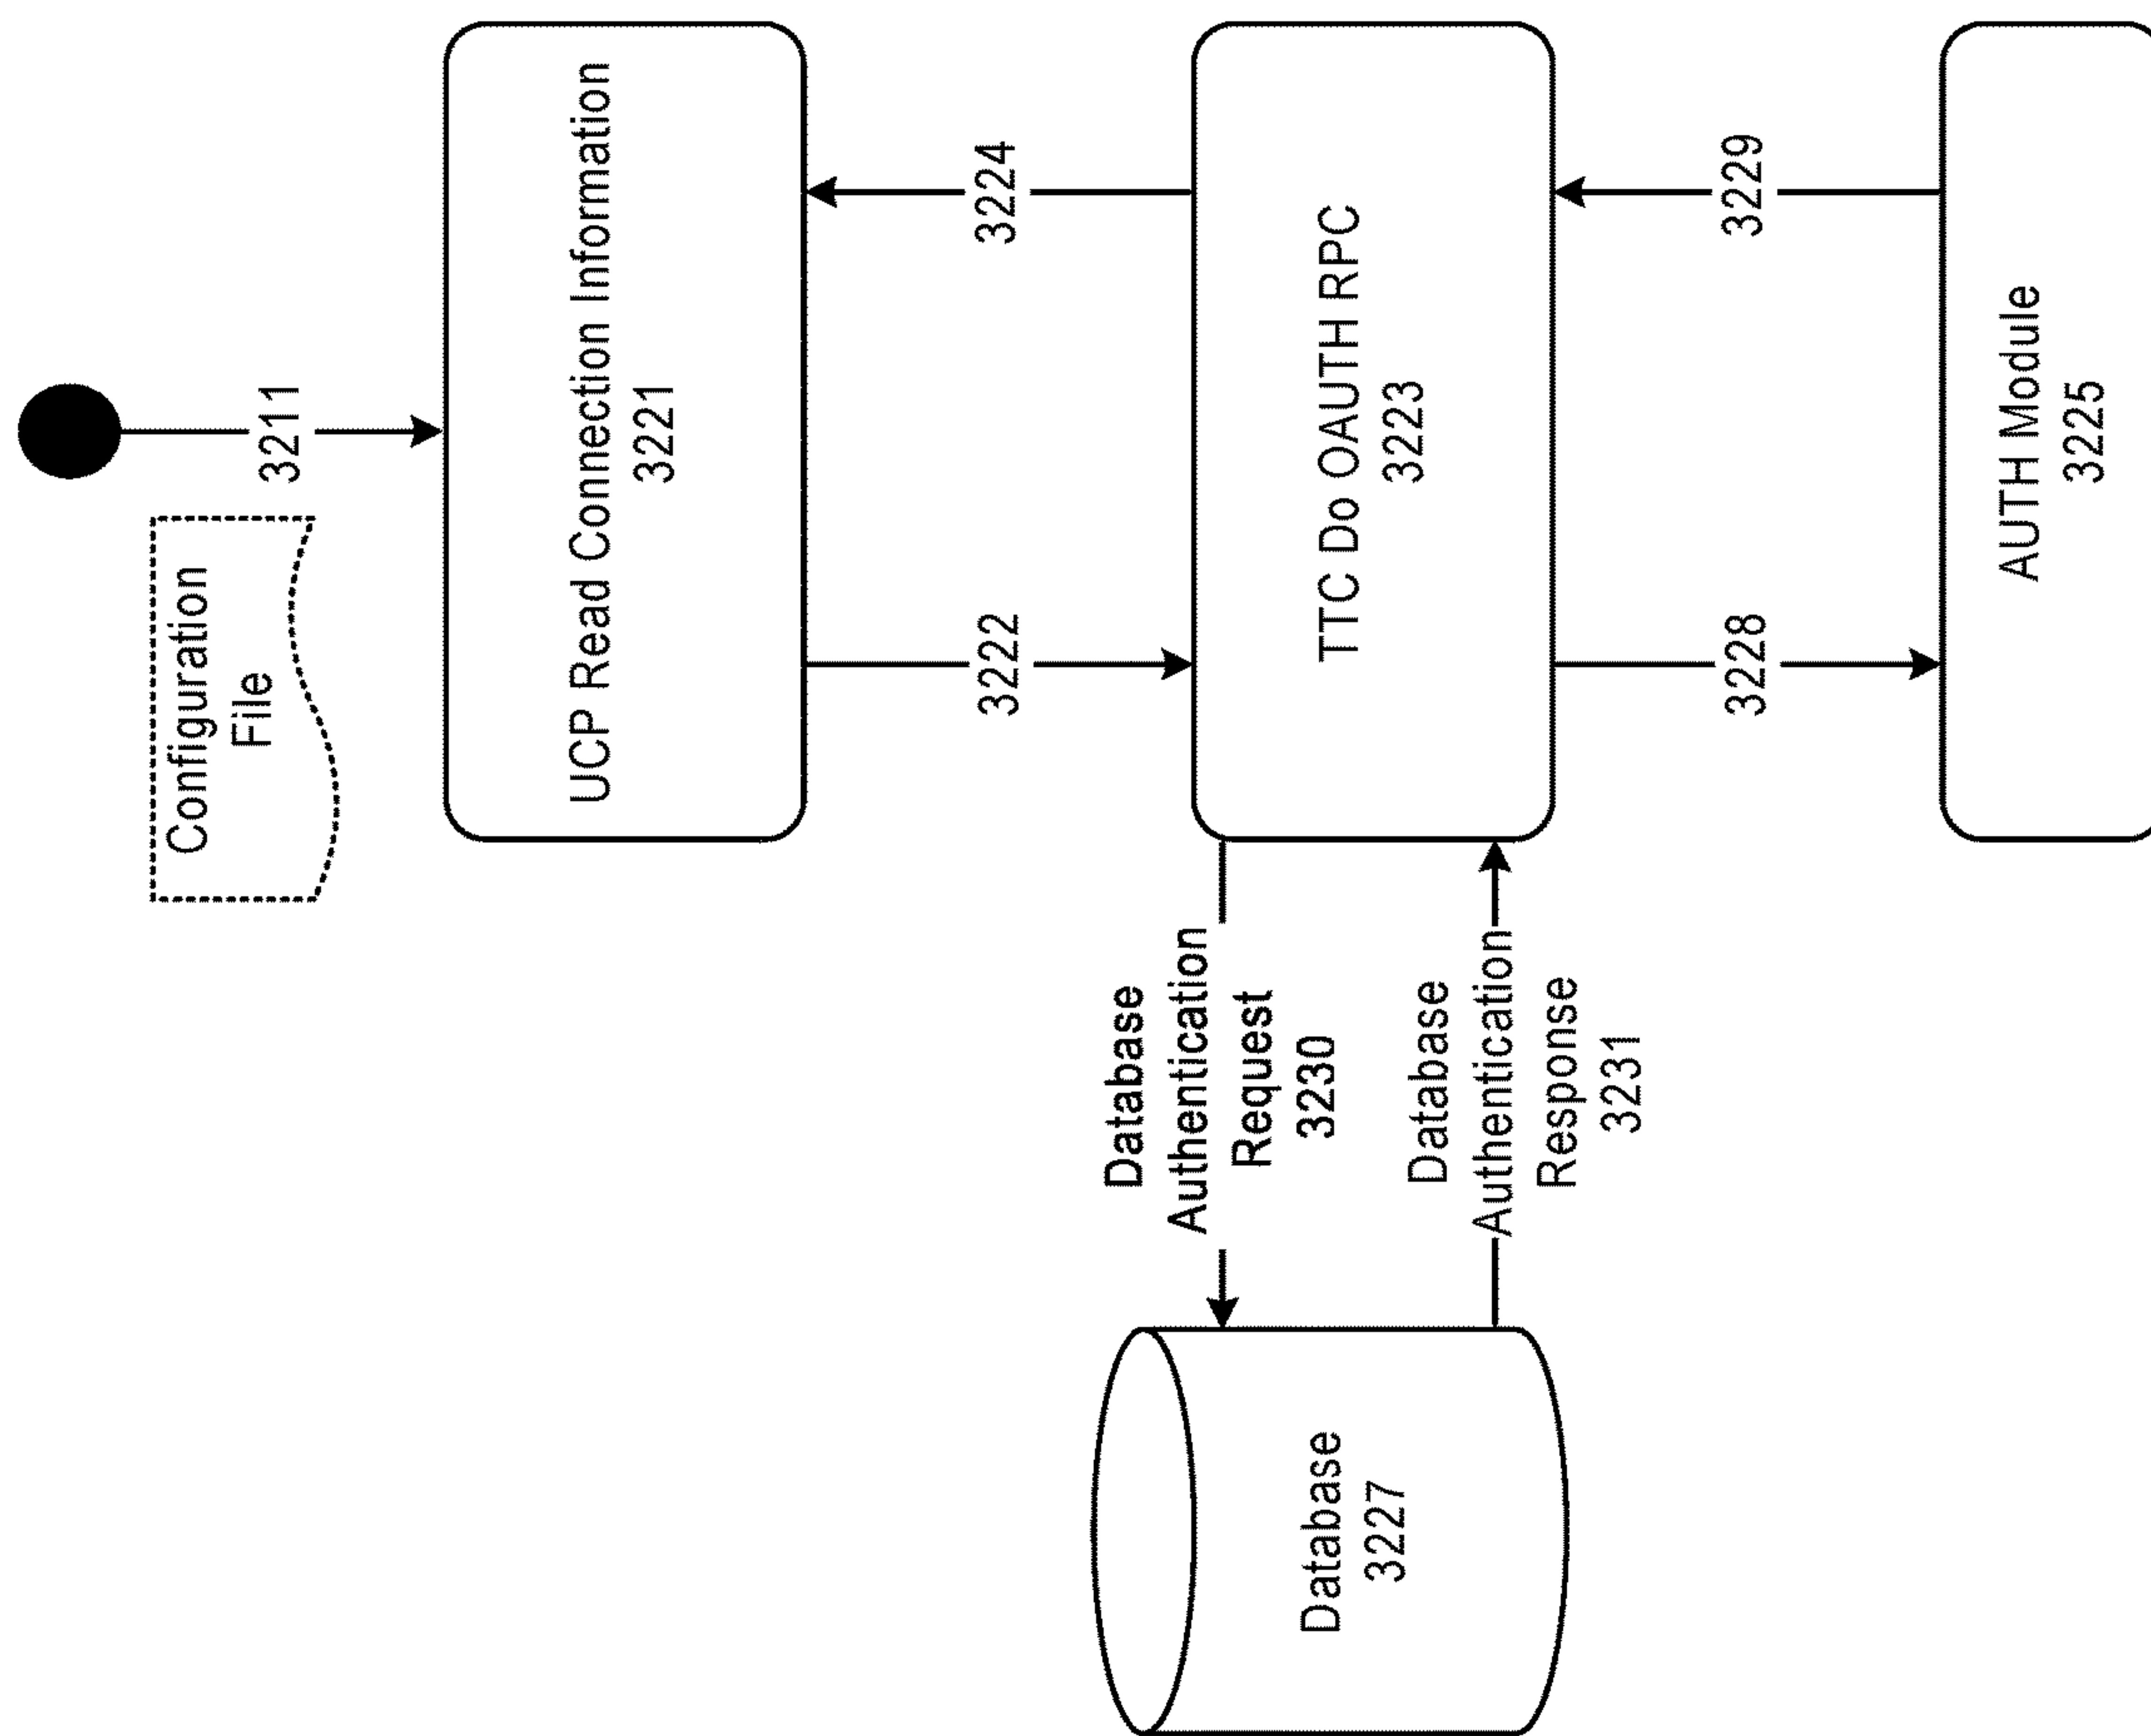 Configuration
File
3211
UCP Read Connection Information
3221
3222
3224
TTC Do OAUTH RPC
3223
Database
Authentication
Request
3230
Database
Authentication
Response
3231
Database
3227
3228
3229
AUTH Module
3225